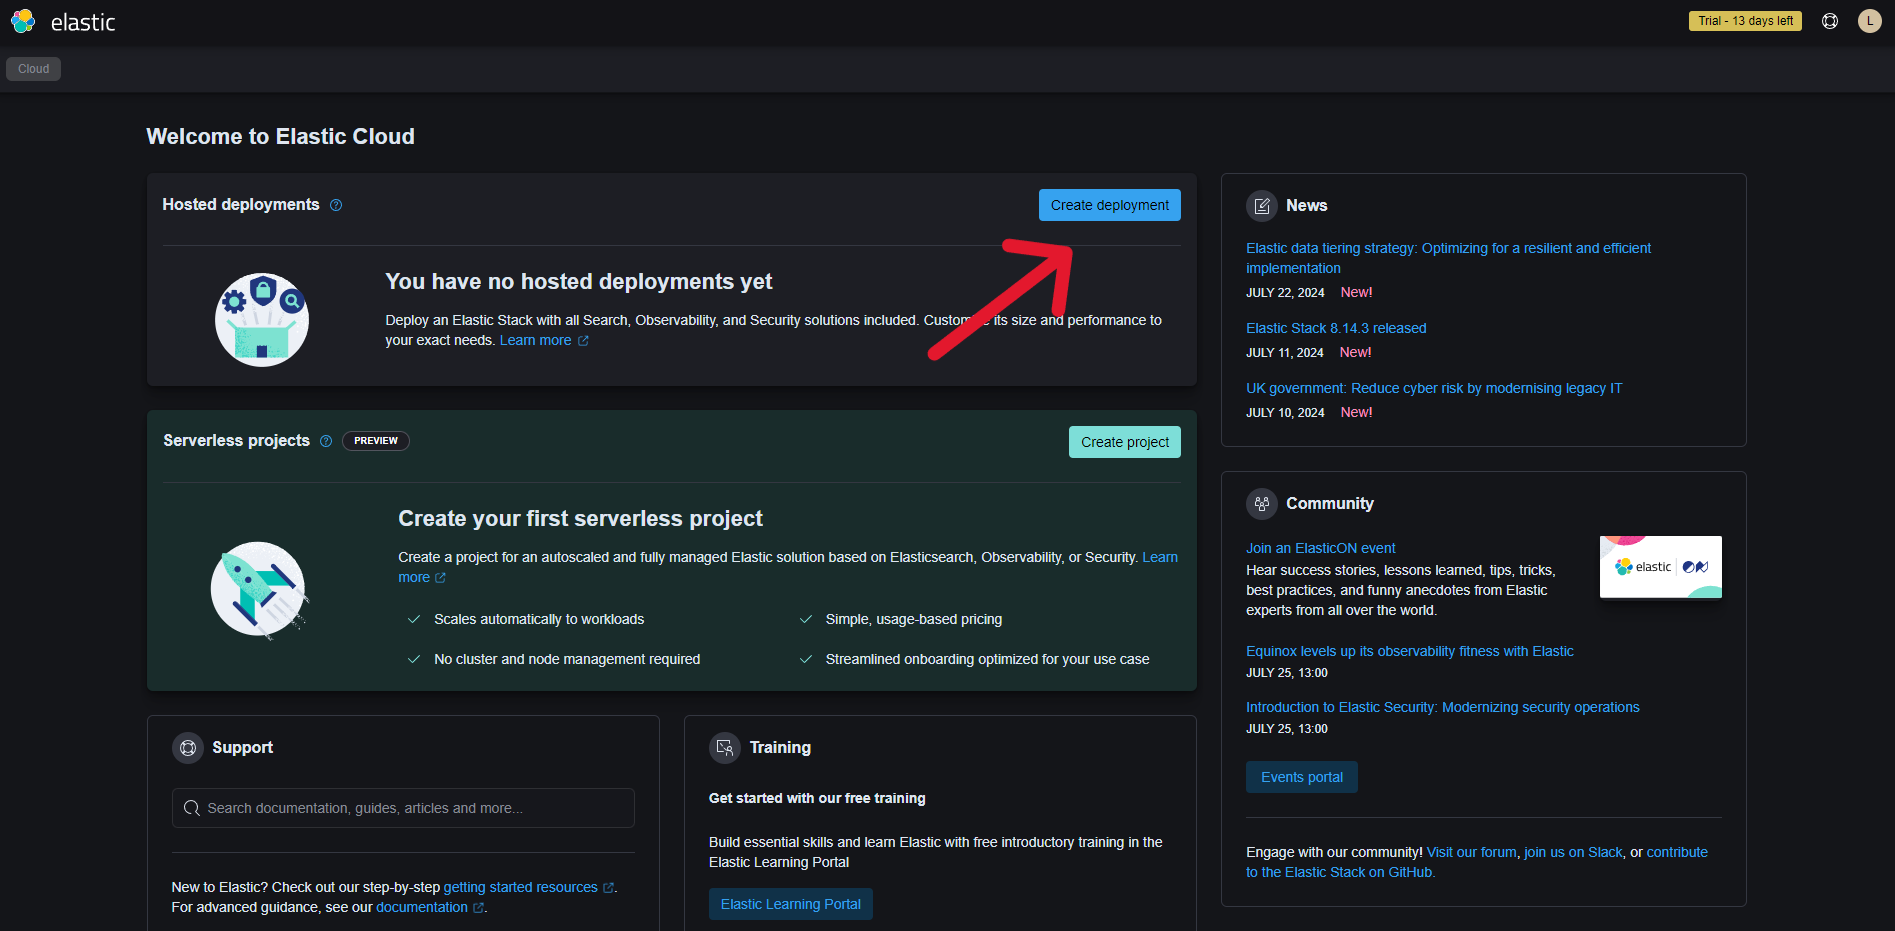 elastic
Trial - 13 days left
L
Cloud
Welcome to Elastic Cloud
Hosted deployments
Create deployment
You have no hosted deployments yet
Deploy an Elastic Stack with all Search, Observability, and Security solutions included. its size and performance to
your exact needs. Learn more
Serverless projects PREVIEW
Create project
Create your first serverless project
Create a project for an autoscaled and fully managed Elastic solution based on Elasticsearch, Observability, or Security. Learn
more
Scales automatically to workloads
Simple, usage-based pricing
No cluster and node management required
Streamlined onboarding optimized for your use case
Support
Search documentation, guides, articles and more...
New to Elastic? Check out our step-by-step getting started resources.
For advanced guidance, see our documentation.
Training
Get started with our free training
Build essential skills and learn Elastic with free introductory training in the
Elastic Learning Portal
Elastic Learning Portal
News
Elastic data tiering strategy: Optimizing for a resilient and efficient
implementation
JULY 22, 2024 New!
Elastic Stack 8.14.3 released
JULY 11, 2024 New!
UK government: Reduce cyber risk by modernising legacy IT
JULY 10, 2024 New!
Community
Join an ElasticON event
Hear success stories, lessons learned, tips, tricks,
best practices, and funny anecdotes from Elastic
experts from all over the world.
elastic ON
Equinox levels up its observability fitness with Elastic
JULY 25, 13:00
Introduction to Elastic Security: Modernizing security operations
JULY 25, 13:00
Events portal
Engage with our community! Visit our forum, join us on Slack, or contribute
to the Elastic Stack on GitHub.